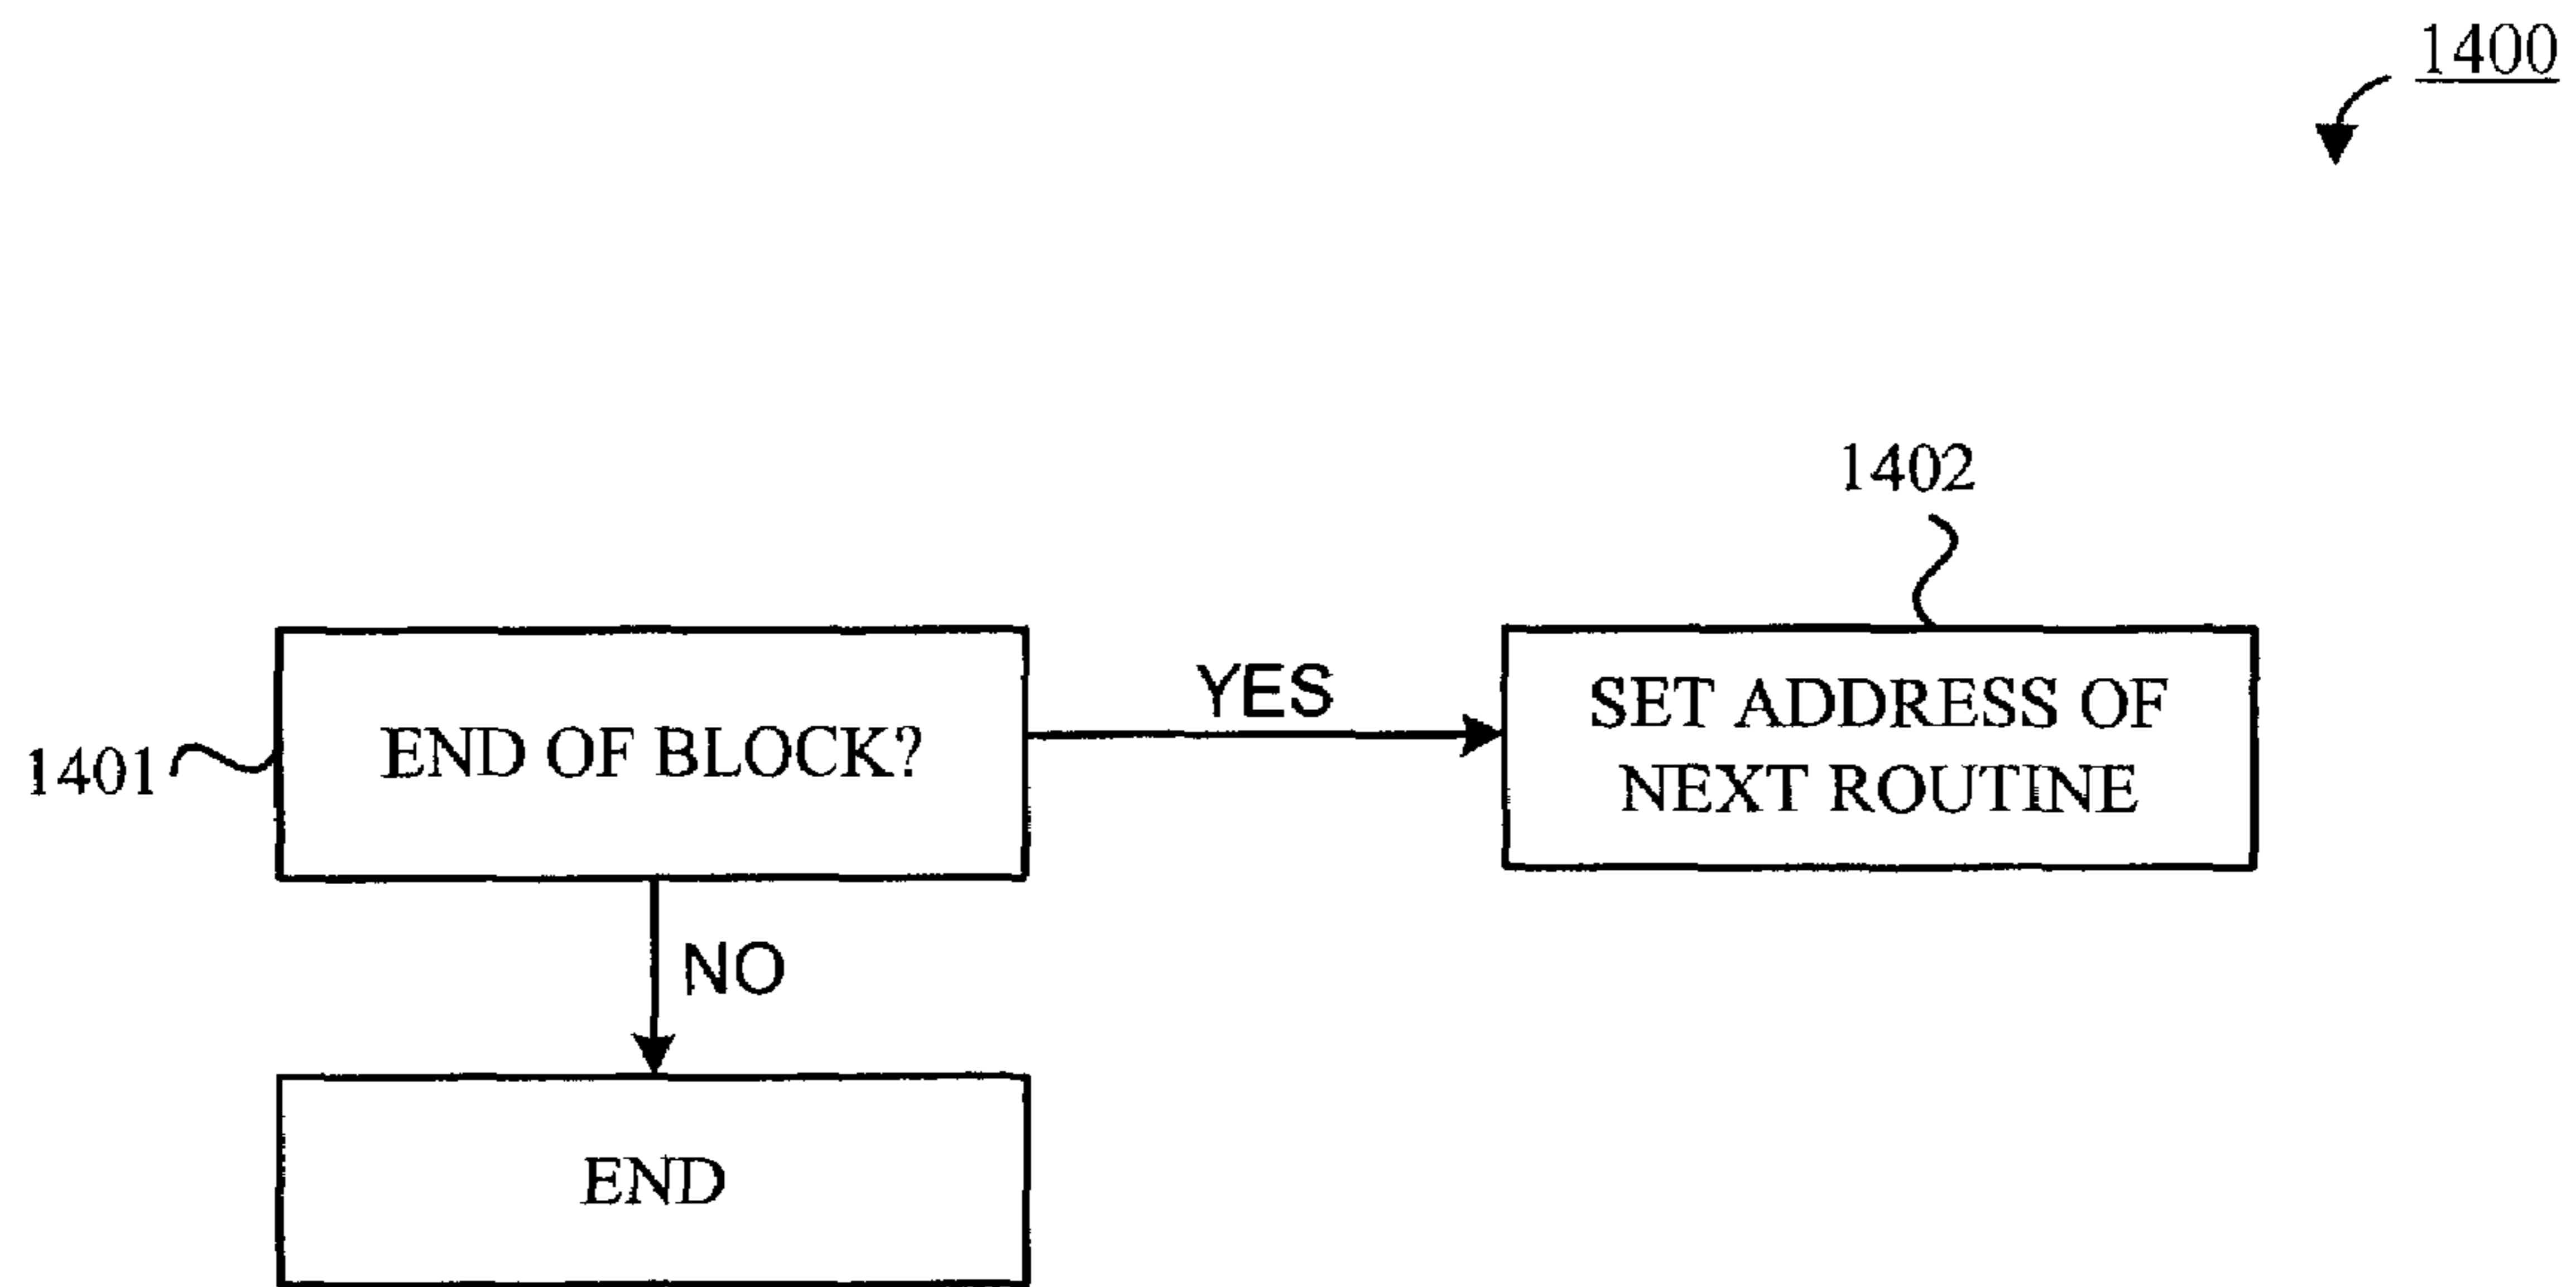 1400
1402
YES
SET ADDRESS OF
NEXT ROUTINE
1401
END OF BLOCK?
NO
END